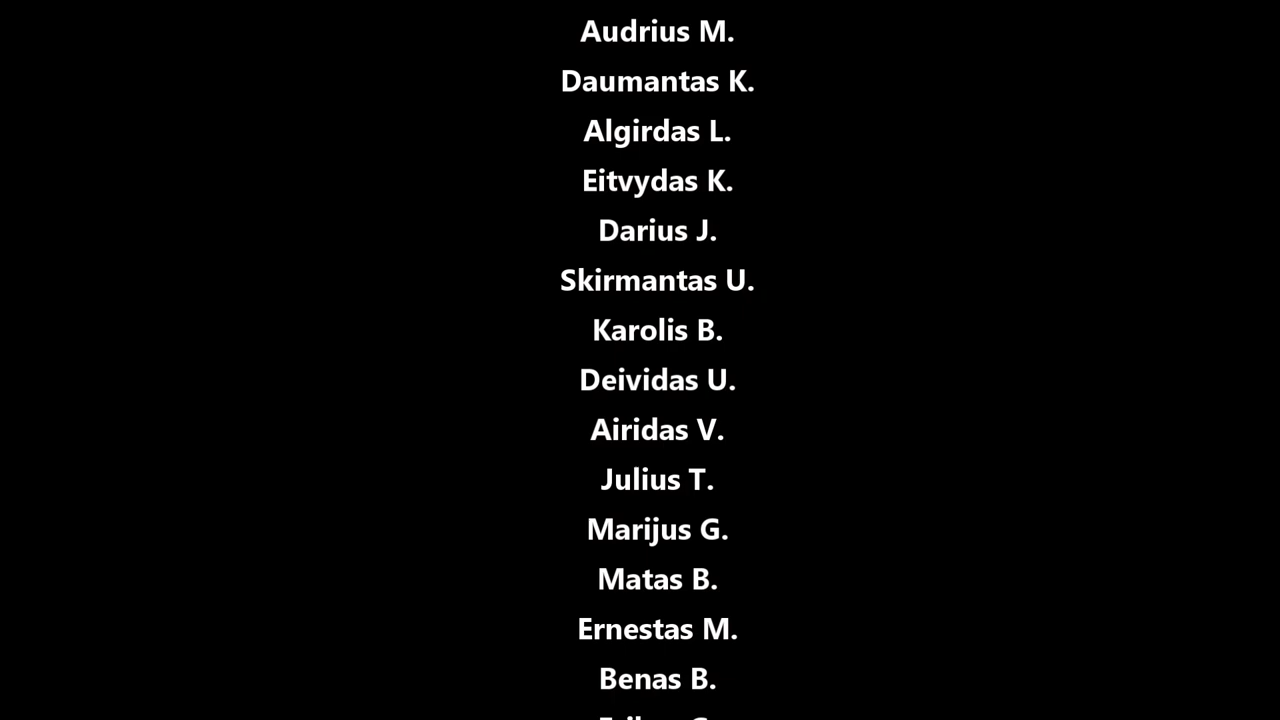 Audrius M.
Daumantas K.
Algirdas L.
Eitvydas K.
Darius J.
Skirmantas U.
Karolis B.
Deividas U.
Airidas V.
Julius T.
Marijus G.
Matas B.
Ernestas M.
Benas B.